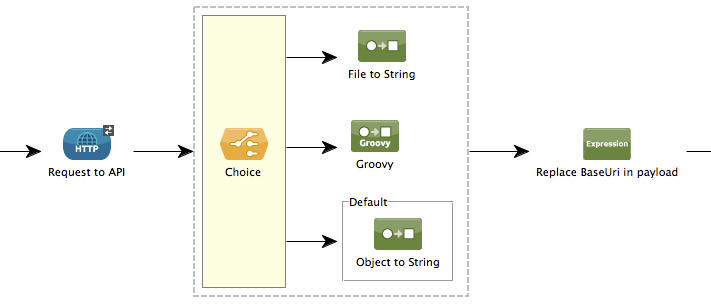 File to String
HTTP
Request to API
Choice
Groovy
Groovy
Expression
Replace BaseUri in payload
Default
Object to String